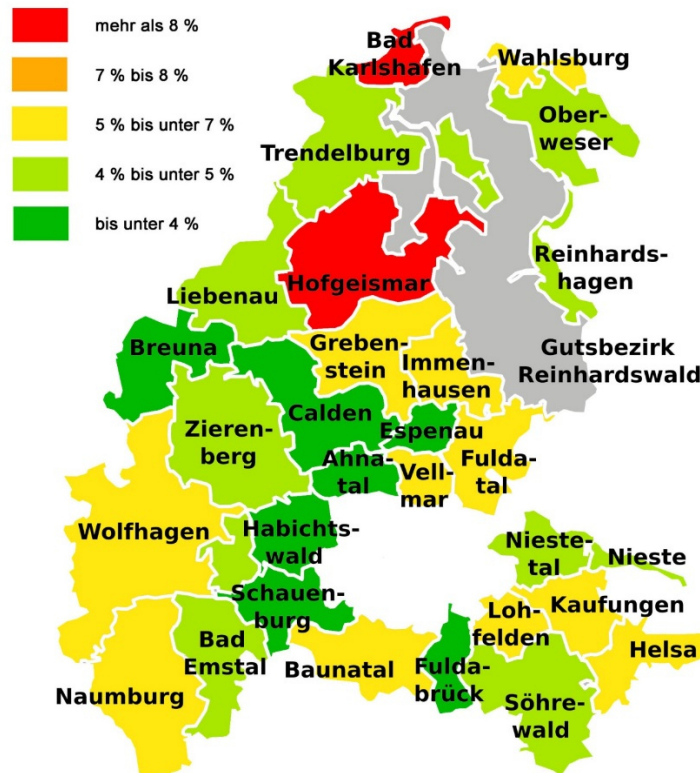 mehr als 8 %
7 % bis 8 %
5 % bis unter 7 %
4 % bis unter 5 %
bis unter 4 %
Bad
Karlshafen
Wahlsburg
Ober-
weser
Trendelburg
Reinhards-
hagen
Hofgeismar
Liebenau
Breuna
Greben-
stein
Immen-
hausen
Gutsbezirk
Reinhardswald
Calden
Espenau
Zieren-
berg
Ahna-
tal
Vell-
mar
Fulda-
tal
Wolfhagen
Habichts-
wald
Nieste-
tal
Nieste
Schauen-
burg
Loh-
felden
Kaufungen
Bad
Emstal
Baunatal
Fulda-
brück
Helsa
Naumburg
Söhre-
wald